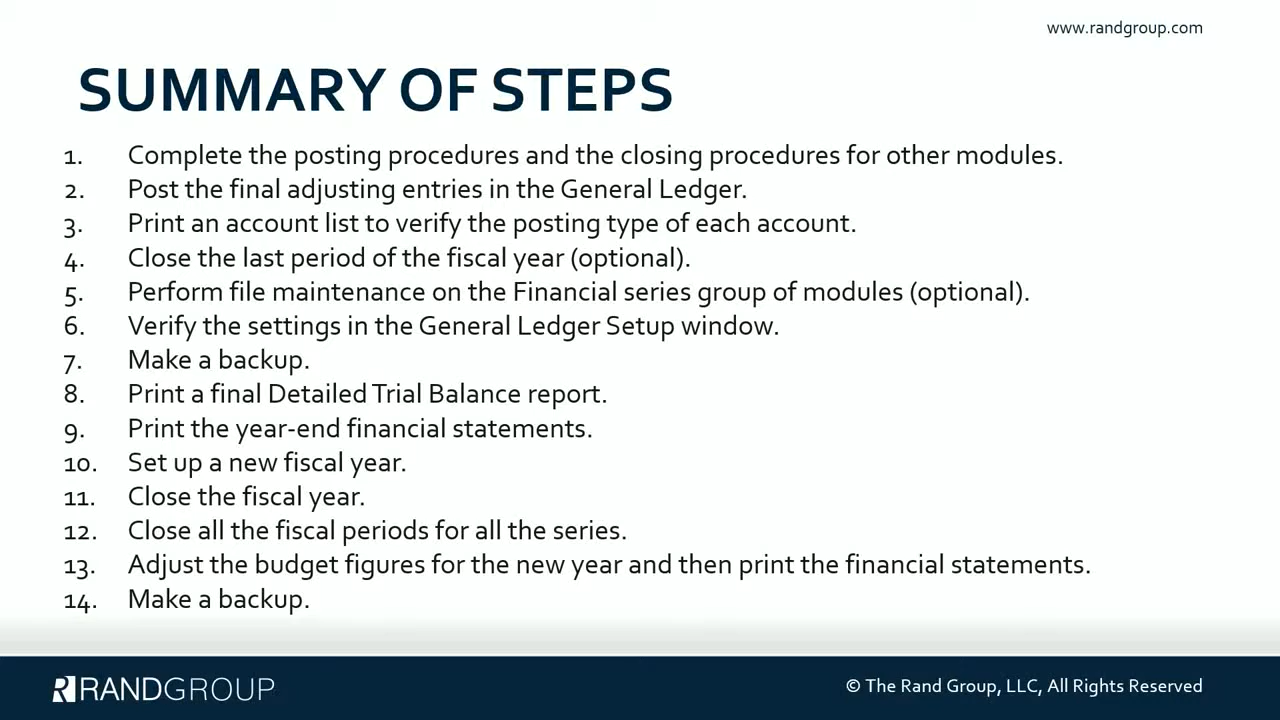 www.randgroup.com
SUMMARY OF STEPS
1. Complete the posting procedures and the closing procedures for other modules.
2. Post the final adjusting entries in the General Ledger.
3. Print an account list to verify the posting type of each account.
4. Close the last period of the fiscal year (optional).
5. Perform file maintenance on the Financial series group of modules (optional).
6. Verify the settings in the General Ledger Setup window.
7. Make a backup.
8. Print a final Detailed Trial Balance report.
9. Print the year-end financial statements.
10. Set up a new fiscal year.
11. Close the fiscal year.
12. Close all the fiscal periods for all the series.
13. Adjust the budget figures for the new year and then print the financial statements.
14. Make a backup.
RANDGROUP
© The Rand Group, LLC, All Rights Reserved